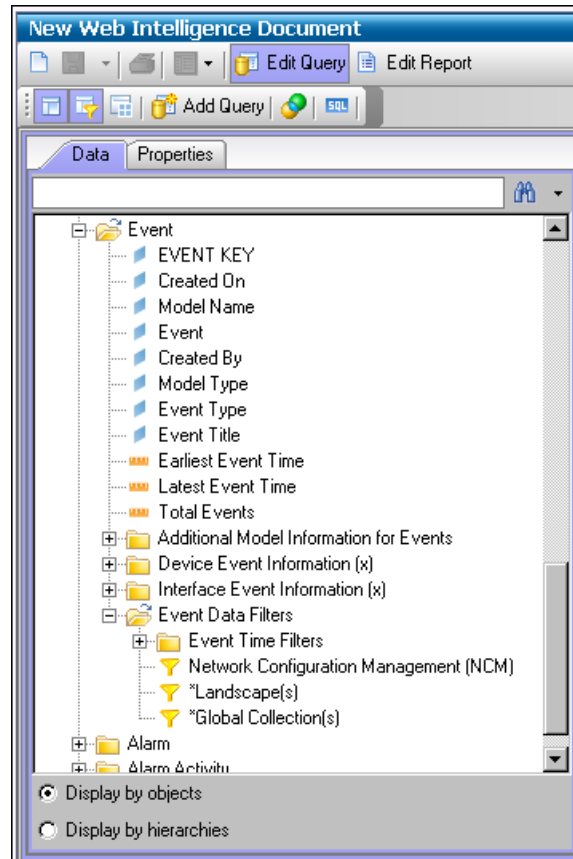 New Web Intelligence Document
Edit Query Edit Report
Add Query SQL
Data Properties
Event
EVENT KEY
Created On
Model Name
Event
Created By
Model Type
Event Type
Event Title
Earliest Event Time
Latest Event Time
Total Events
Additional Model Information for Events
Device Event Information (x)
Interface Event Information (x)
Event Data Filters
Event Time Filters
Network Configuration Management (NCM)
*Landscape(s)
*Global Collection(s)
Alarm
Alarm Activity
Display by objects
Display by hierarchies